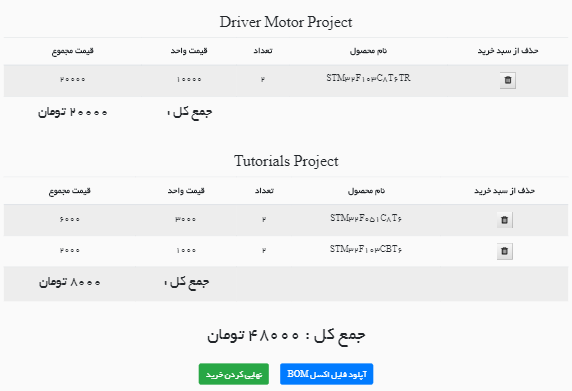 Driver Motor Project
حذف از سبد خرید نام محصول تعداد قیمت واحد قیمت مجموع
STM۳۲F۱۰۳C۸T۶TR ۲ ۱۰۰۰۰ ۲۰۰۰۰
جمع کل : ۲۰۰۰۰ تومان
Tutorials Project
حذف از سبد خرید نام محصول تعداد قیمت واحد قیمت مجموع
STM۳۲F۰۵۱C۸T۶ ۲ ۳۰۰۰ ۶۰۰۰
STM۳۲F۱۰۳CBT۶ ۲ ۱۰۰۰ ۲۰۰۰
جمع کل : ۸۰۰۰ تومان
جمع کل : ۴۸۰۰۰ تومان
آپلود فایل اکسل BOM نهایی کردن خرید